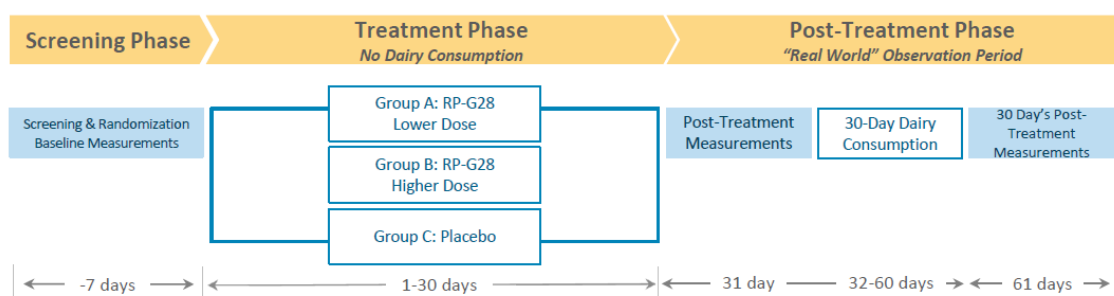 Screening Phase
Treatment Phase
No Dairy Consumption
Post-Treatment Phase
“Real World” Observation Period
Screening & Randomization
Baseline Measurements
Group A: RP-G28
Lower Dose
Group B: RP-G28
Higher Dose
Group C: Placebo
Post-Treatment
Measurements
30-Day Dairy
Consumption
30 Day’s Post-
Treatment
Measurements
-7 days
1-30 days
31 day
32-60 days
61 days